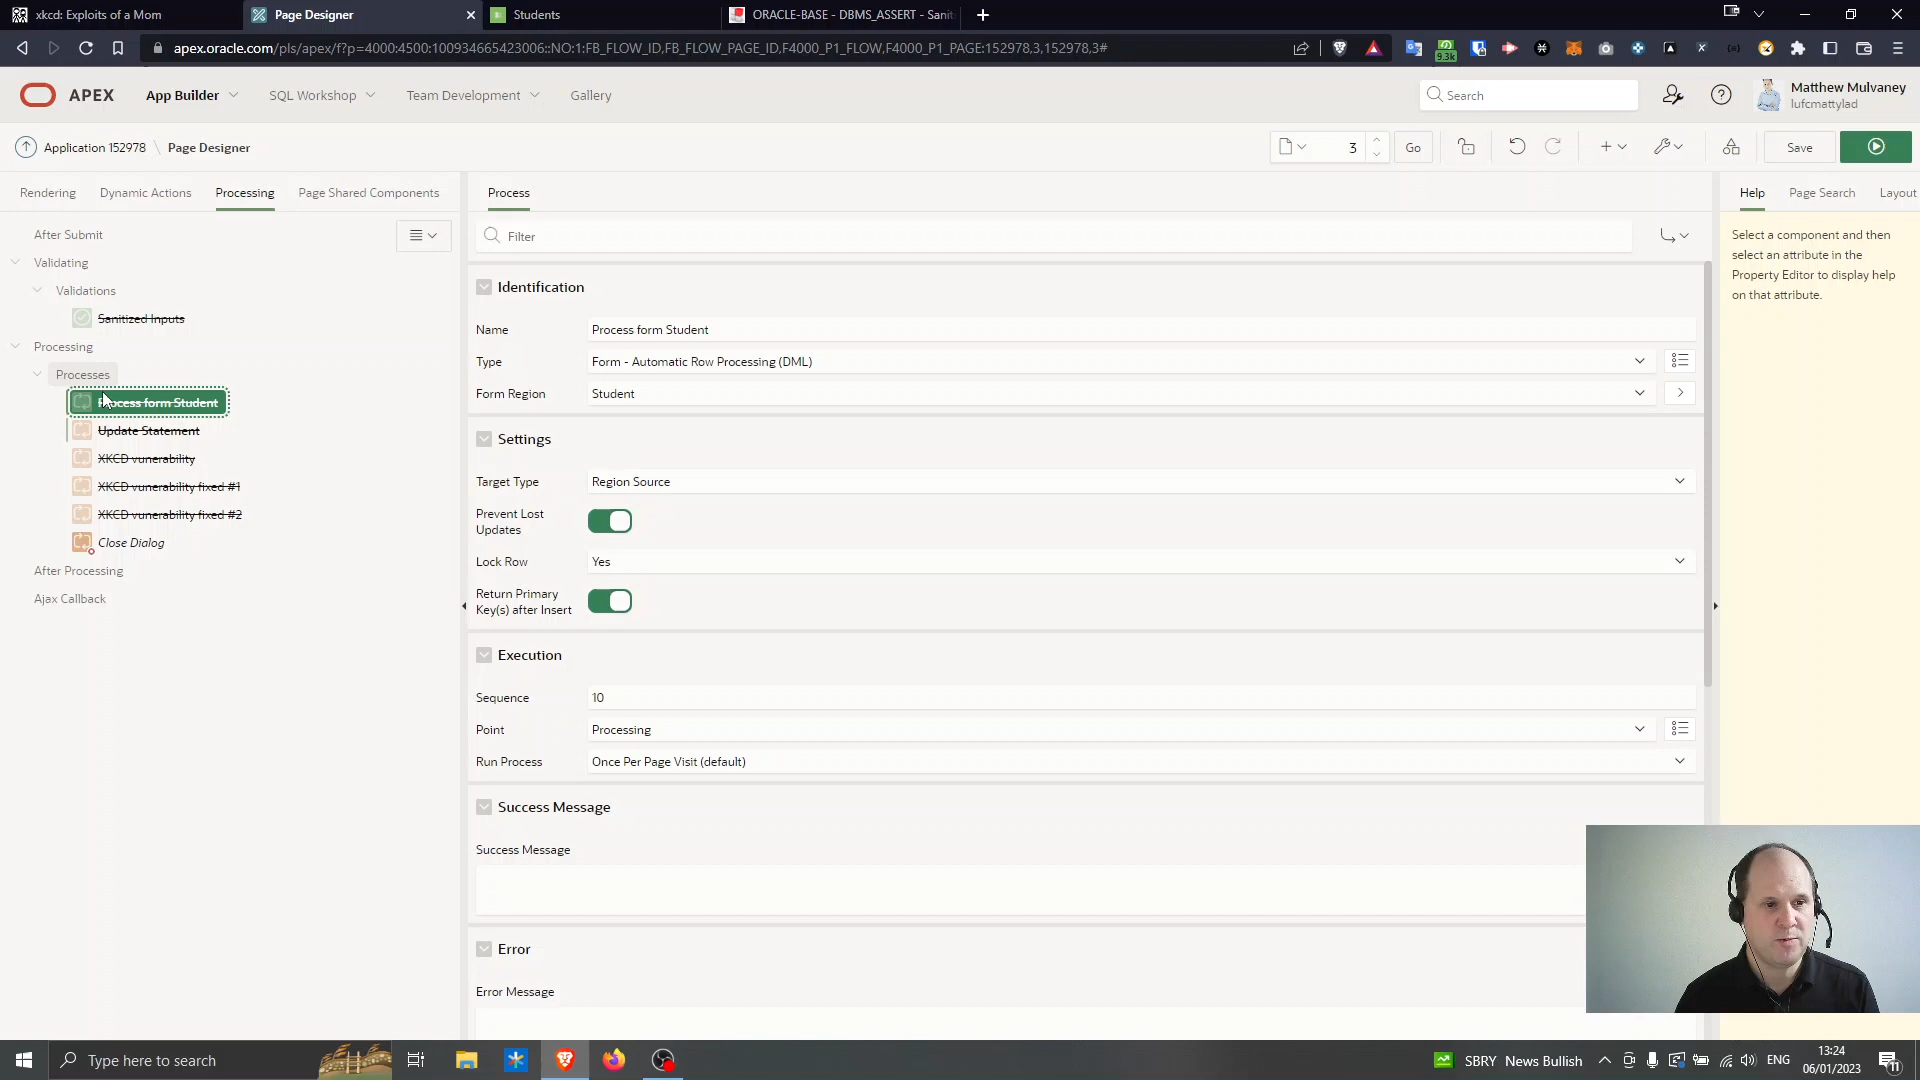 xkcd: Exploits of a Mom
Page Designer
Students
ORACLE-BASE - DBMS_ASSERT - Sanit
apex.oracle.com/pls/apex/f?p=4000:4500:100934665423006::NO:1:FB_FLOW_ID,FB_FLOW_PAGE_ID,F4000_P1_FLOW,F4000_P1_PAGE:152978,3,152978,3#
9.3k
APEX
App Builder
SQL Workshop
Team Development
Gallery
Search
Matthew Mulvaney
lufcmattylad
Application 152978 \ Page Designer
3
Go
Save
Rendering
Dynamic Actions
Processing
Page Shared Components
Process
Help
Page Search
Layout
After Submit
Validating
Validations
Sanitized Inputs
Processing
Processes
Process form Student
Update Statement
XKCD vunerability
XKCD vunerability fixed #1
XKCD vunerability fixed #2
Close Dialog
After Processing
Ajax Callback
Filter
Identification
Name
Process form Student
Type
Form - Automatic Row Processing (DML)
Form Region
Student
Settings
Target Type
Region Source
Prevent Lost
Updates
Lock Row
Yes
Return Primary
Key(s) after Insert
Execution
Sequence
10
Point
Processing
Run Process
Once Per Page Visit (default)
Success Message
Success Message
Error
Error Message
Select a component and then
select an attribute in the
Property Editor to display help
on that attribute.
Type here to search
SBRY
News Bullish
ENG
13:24
06/01/2023
11